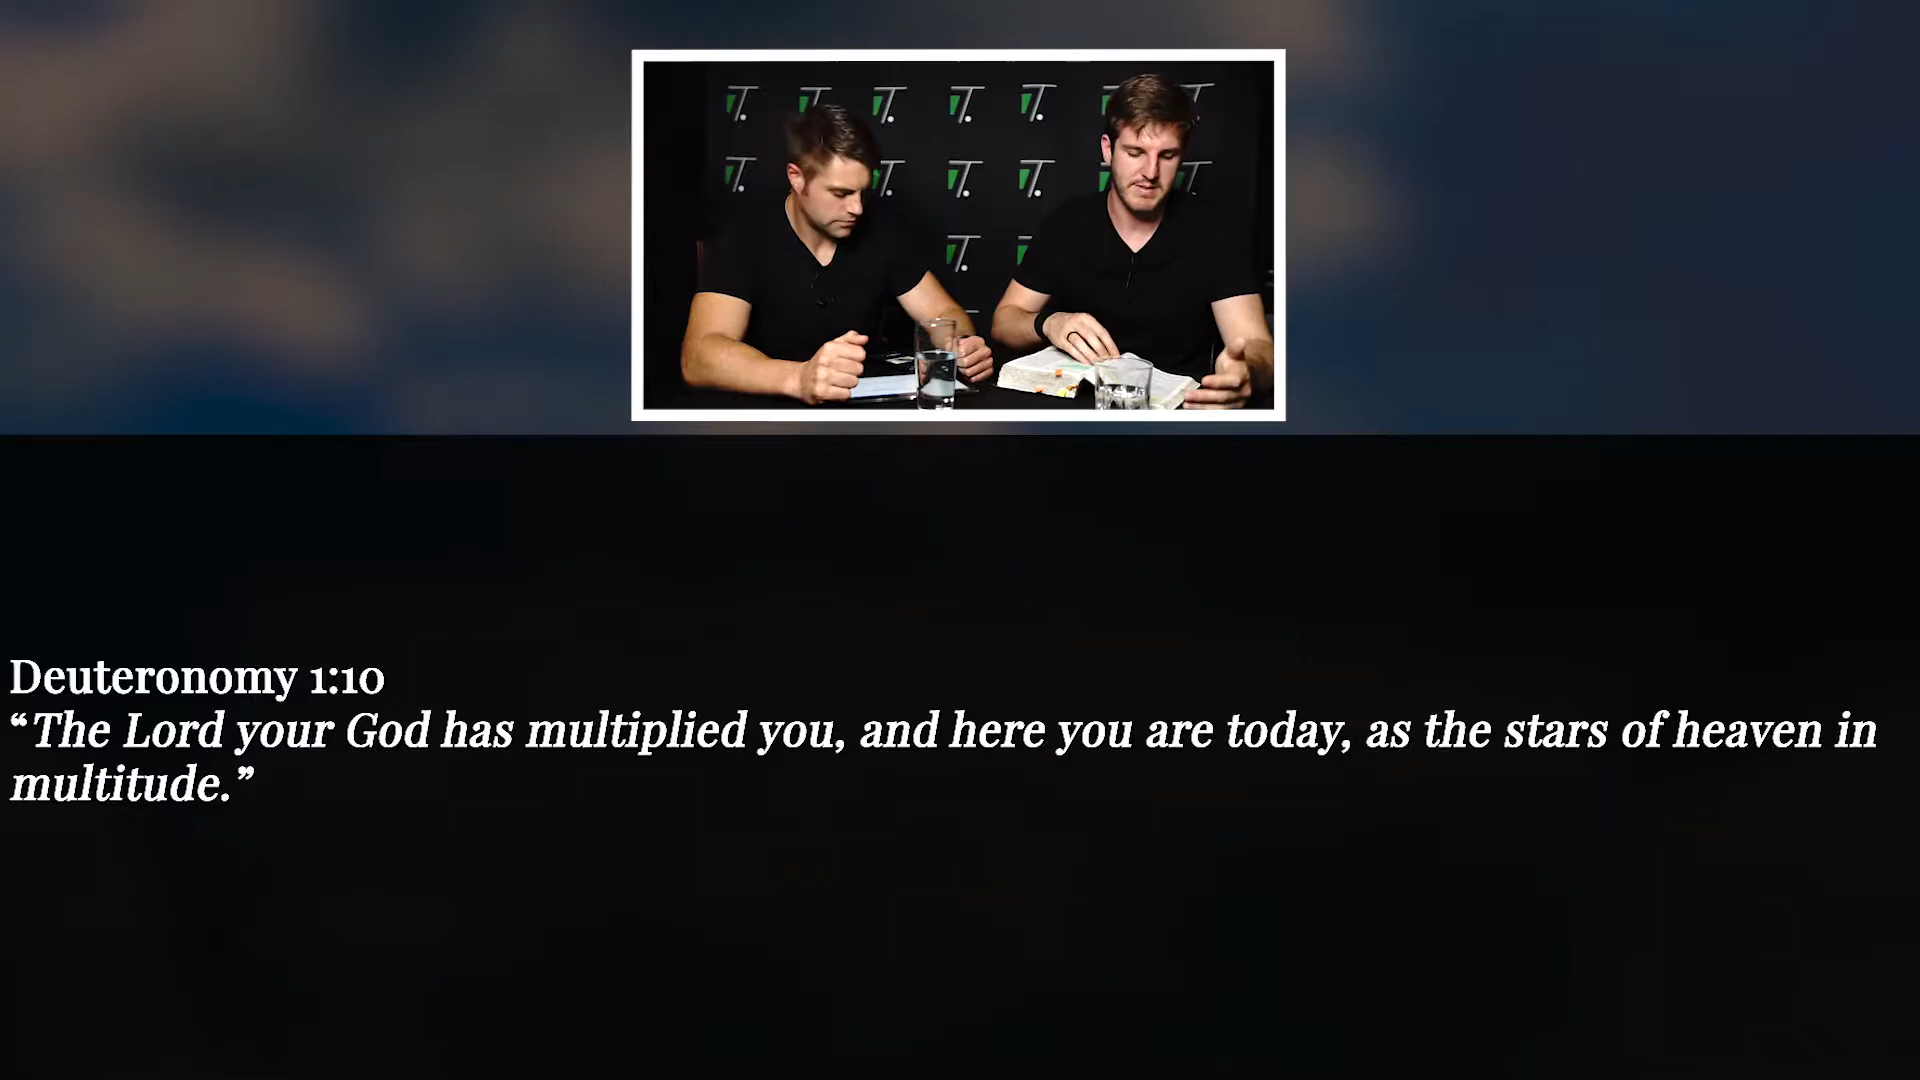 Deuteronomy 1:10
“The Lord your God has multiplied you, and here you are today, as the stars of heaven in
multitude.”